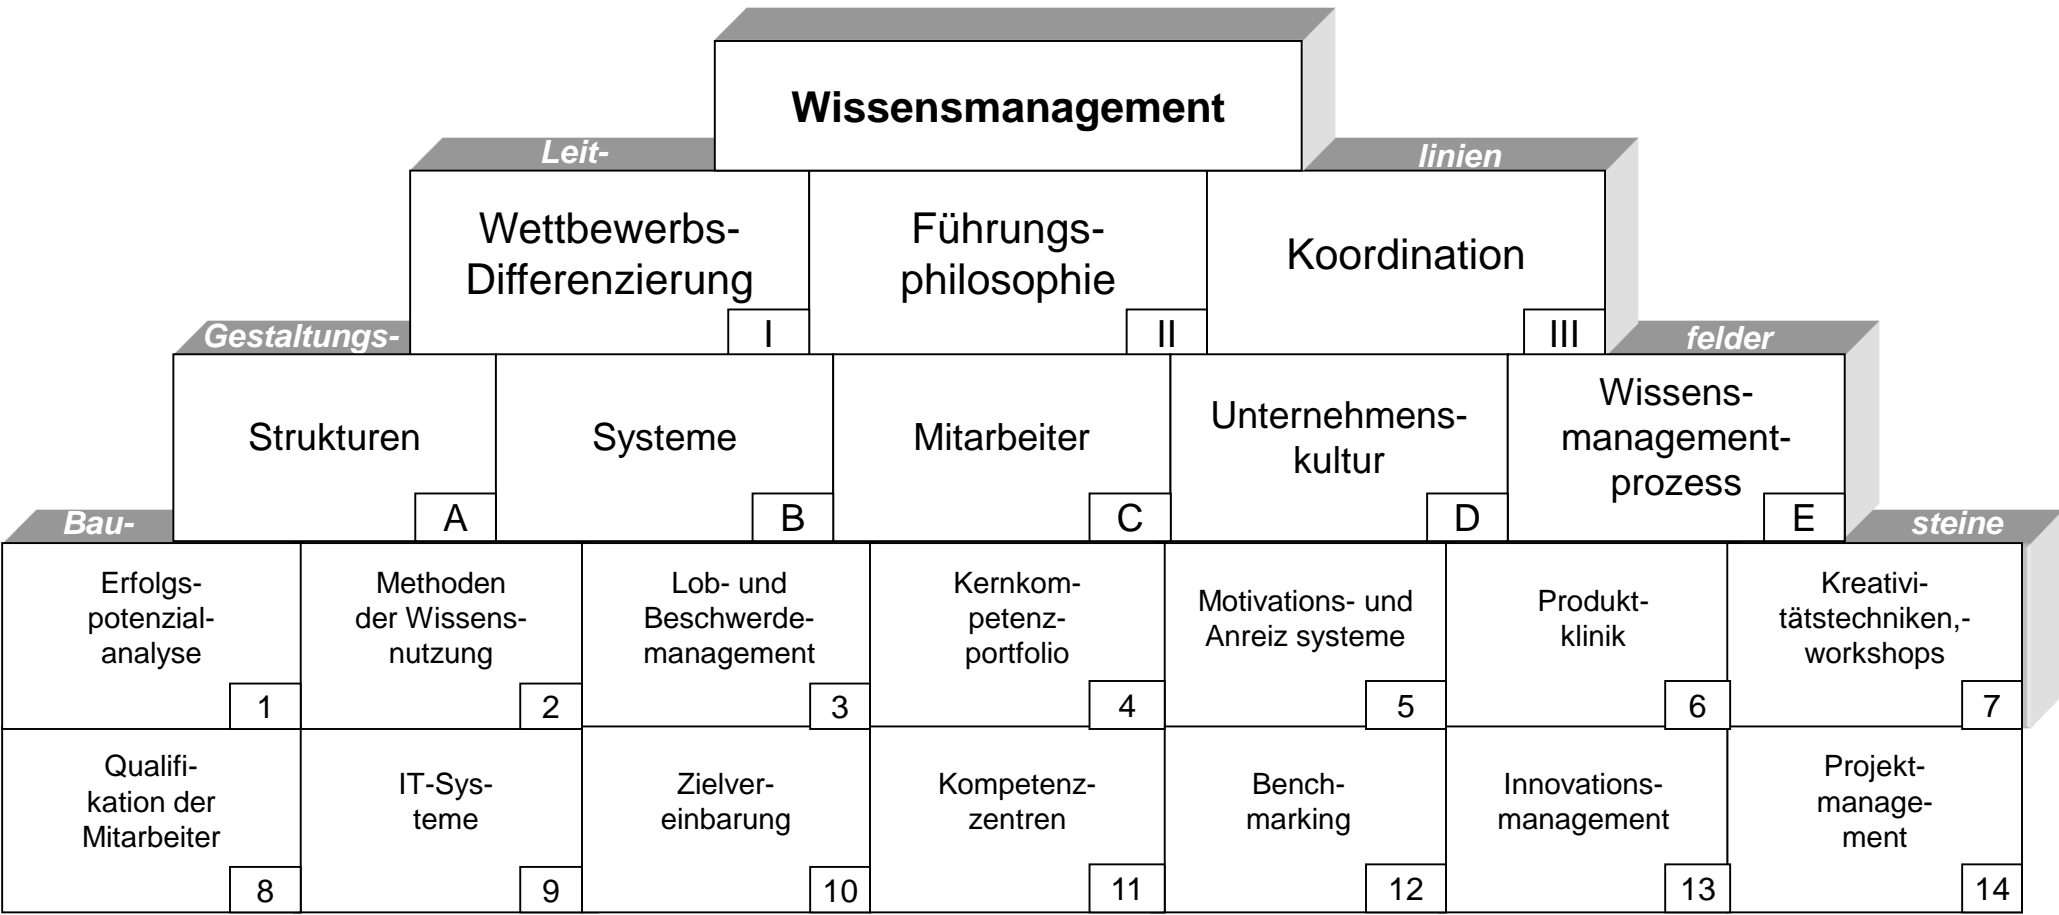 Wissensmanagement
Leit-
linien
Wettbewerbs-
Differenzierung
I
Führungs-
philosophie
II
Koordination
III
Gestaltungs-
felder
Strukturen
A
Systeme
B
Mitarbeiter
C
Unternehmens-
kultur
D
Wissens-
management-
prozess
E
Bau-
steine
Erfolgs-
potenzial-
analyse
1
Methoden
der Wissens-
nutzung
2
Lob- und
Beschwerde-
management
3
Kernkom-
petenz-
portfolio
4
Motivations- und
Anreiz systeme
5
Produkt-
klinik
6
Kreativi-
tätstechniken,-
workshops
7
Qualifi-
kation der
Mitarbeiter
8
IT-Sys-
teme
9
Zielver-
einbarung
10
Kompetenz-
zentren
11
Bench-
marking
12
Innovations-
management
13
Projekt-
manage-
ment
14